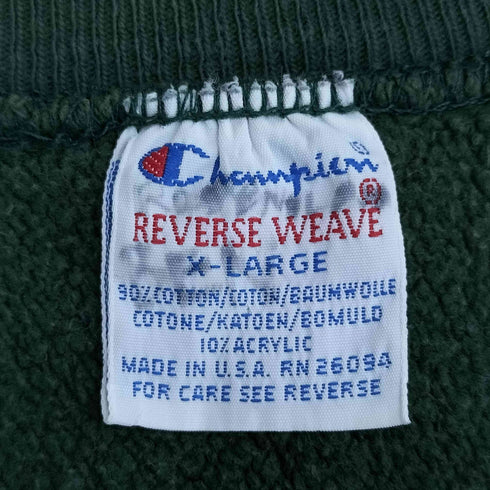 Champion
REVERSE WEAVE ®
X-LARGE
90%COTTON/COTON/BAUMWOLLE
COTONE/KATOEN/BOMULD
10% ACRYLIC
MADE IN U.S.A. RN 26094
FOR CARE SEE REVERSE